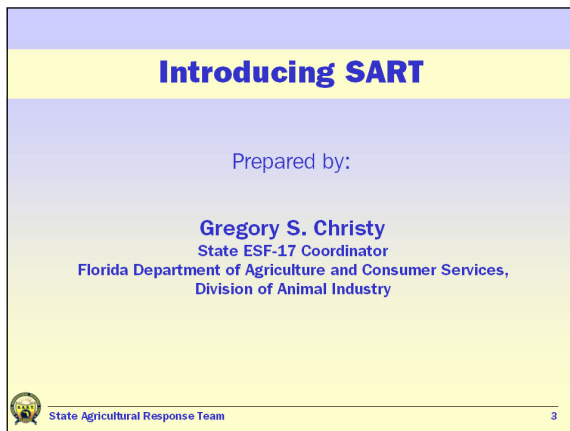 Introducing SART
Prepared by:
Gregory S. Christy
State ESF-17 Coordinator
Florida Department of Agriculture and Consumer Services,
Division of Animal Industry
SART
State Agricultural Response Team
3